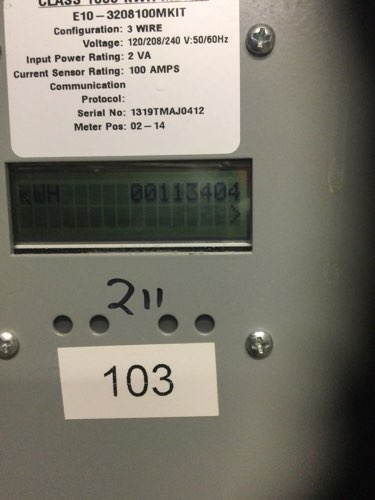 E10-3208100MKIT
Configuration: 3 WIRE
Voltage: 120/208/240 V:50/60Hz
Input Power Rating: 2 VA
Current Sensor Rating: 100 AMPS
Communication
Protocol:
Serial No: 1319TMAJ0412
Meter Pos: 02-14
KWH 00113404
>
211
103